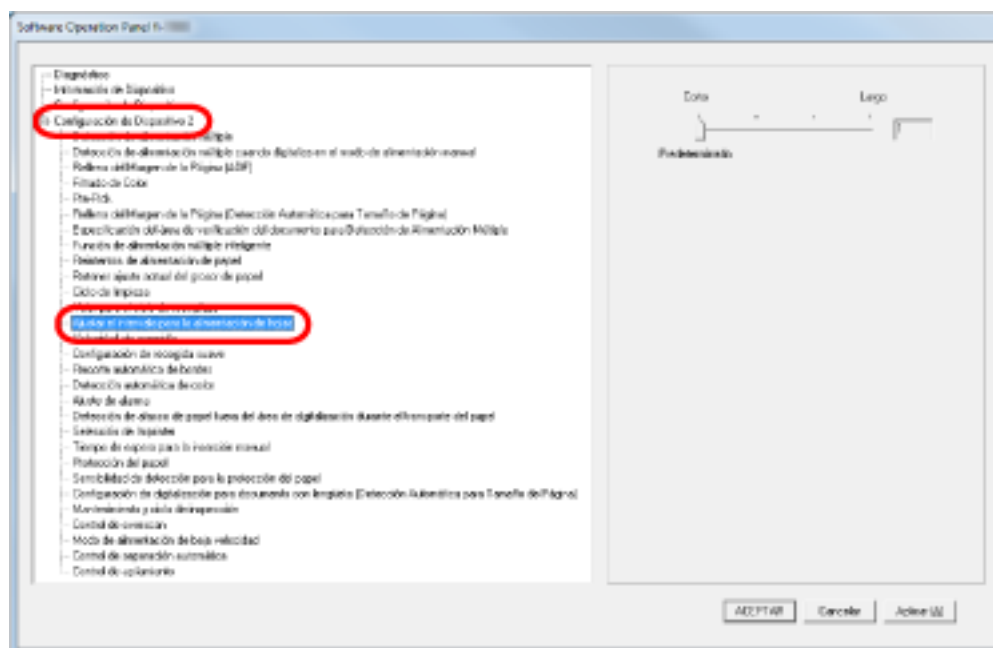 Software Operation Panel fi-
Diagnóstico
Información de Dispositivo
Configuración de Dispositivo 2
Detección de alimentación múltiple cuando digitaliza en el modo de alimentación manual
Relleno del Margen de la Página (ADF)
Filtrado de Color
Pre-Pick
Relleno del Margen de la Página (Detección Automática para Tamaño de Página)
Especificación del área de verificación del documento para Detección de Alimentación Múltiple
Función de alimentación múltiple inteligente
Reintentos de alimentación de papel
Retener ajuste actual del grosor de papel
Ciclo de limpieza
Ajustar el intervalo para la alimentación de hojas
Configuración de recogida suave
Recorte automático de bordes
Detección automática de color
Ajuste de alarma
Detección de atasco de papel fuera del área de digitalización durante el transporte del papel
Selección de
Tiempo de espera para la inserción manual
Protección del papel
Sensibilidad de detección para la protección del papel
Configuración de digitalización para documento con lengüeta (Detección Automática para Tamaño de Página)
Mantenimiento y ciclo de inspección
Control de overscan
Modo de alimentación de baja velocidad
Control de separación automática
Control de apilamiento
Corto Largo
Predeterminado
ACEPTAR Cancelar